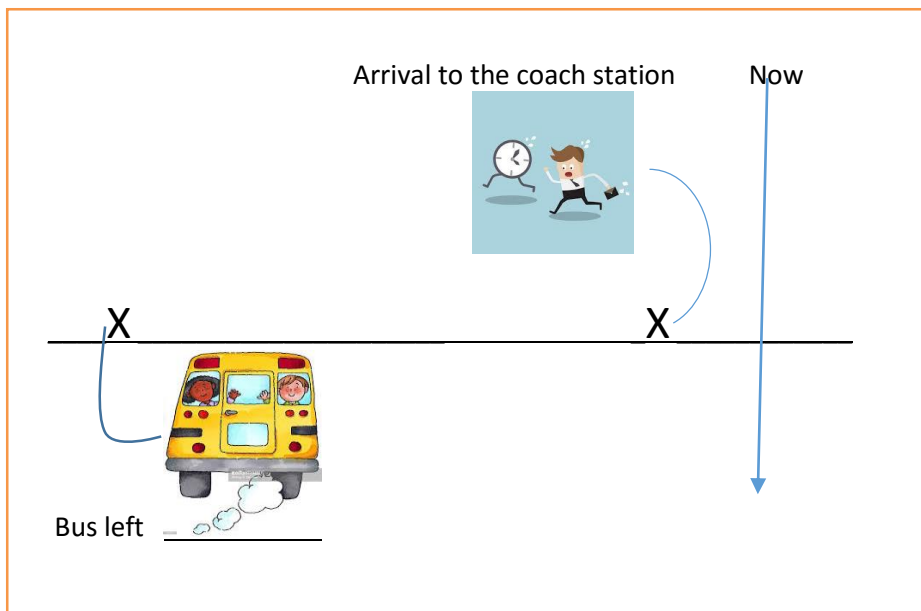 Arrival to the coach station Now
X X
Bus left